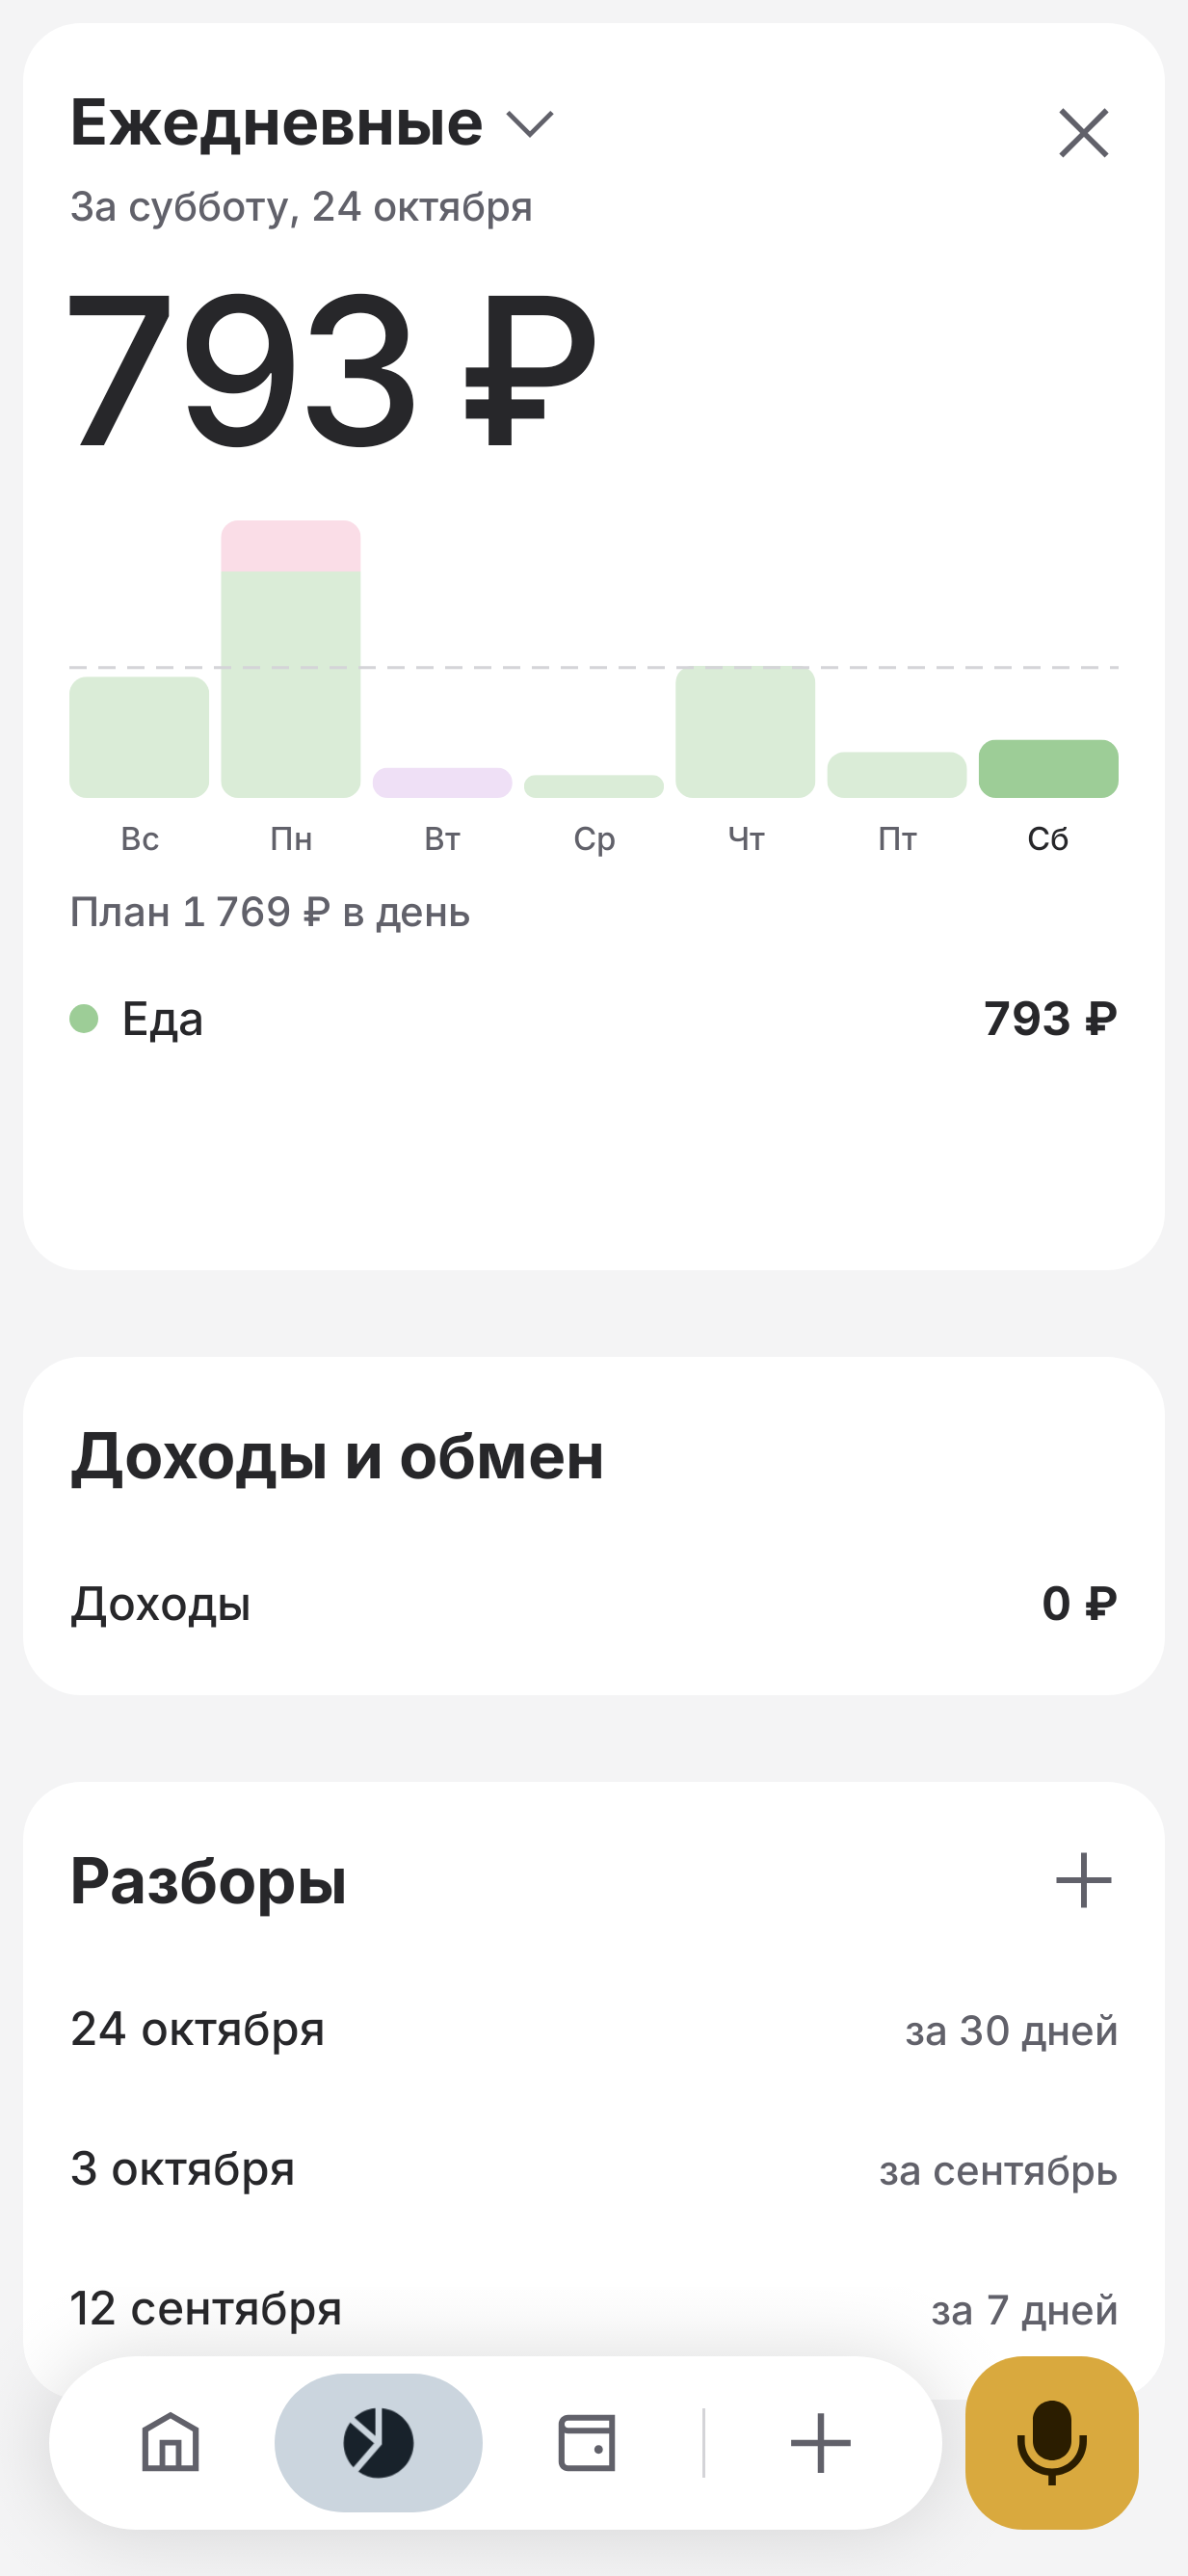 Ежедневные
За субботу, 24 октября
793 ₽
Вс Пн Вт Ср Чт Пт Сб
План 1 769 ₽ в день
Еда 793 ₽
Доходы и обмен
Доходы 0 ₽
Разборы
24 октября за 30 дней
3 октября за сентябрь
12 сентября за 7 дней